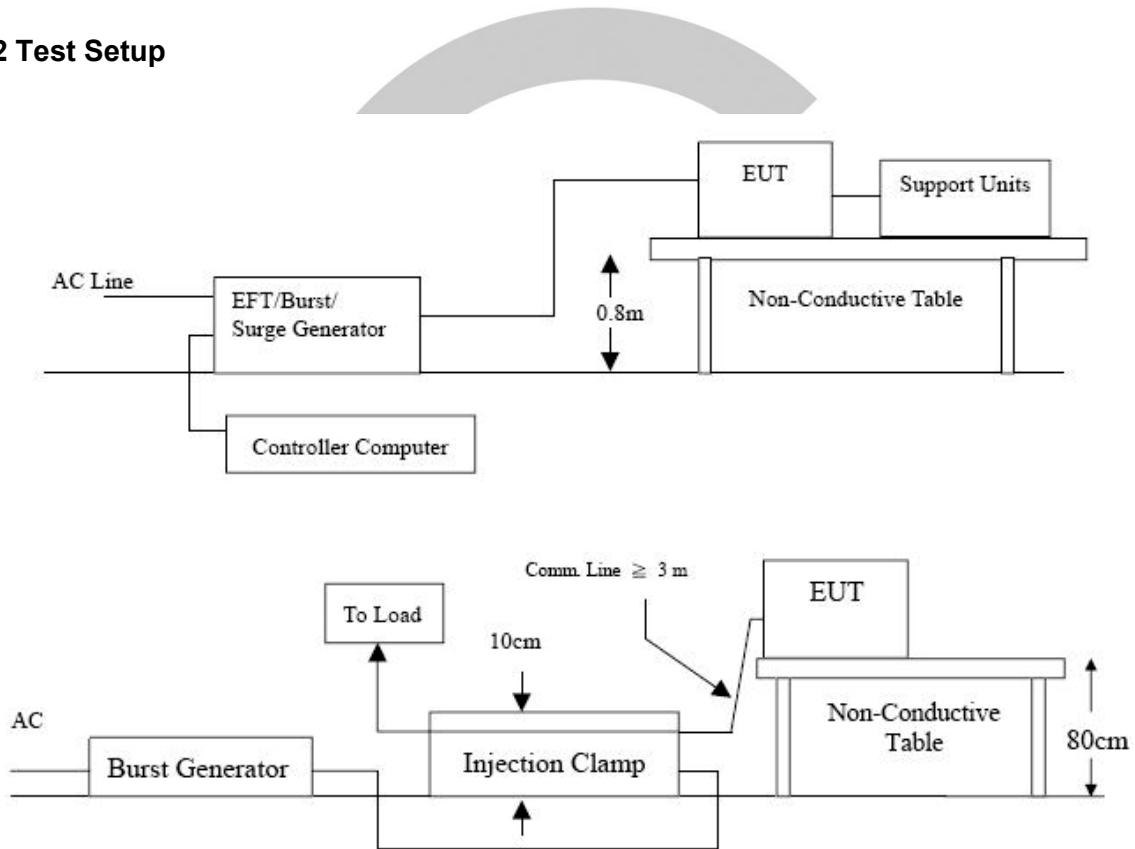 2 Test Setup
EUT
Support Units
AC Line
EFT/Burst/
Surge Generator
0.8m
Non-Conductive Table
Controller Computer
Comm. Line ≧ 3 m
EUT
To Load
10cm
AC
Burst Generator
Injection Clamp
Non-Conductive
Table
80cm